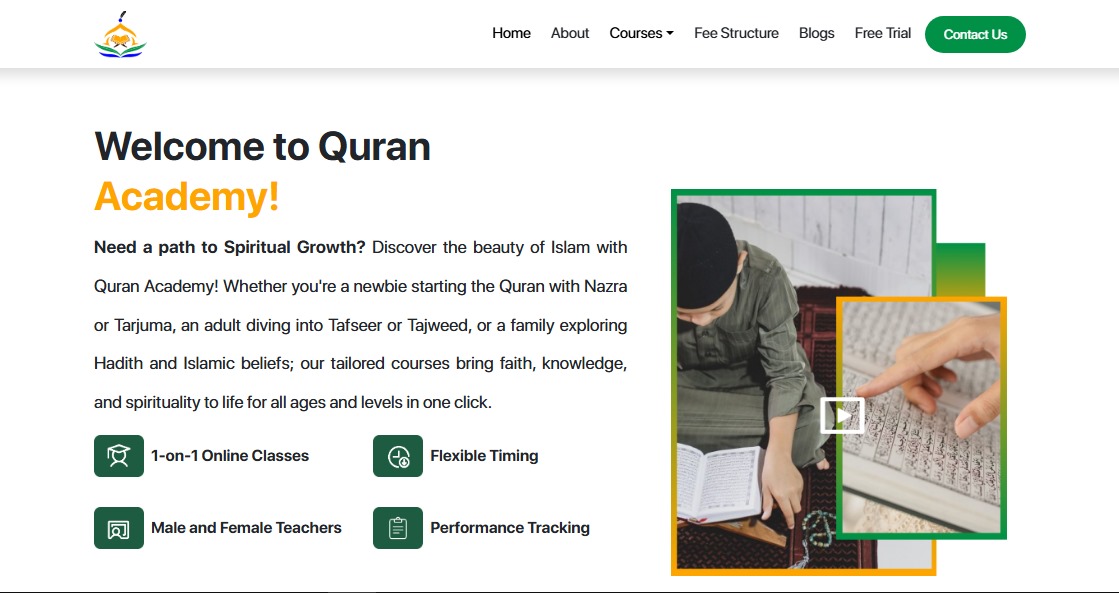 Home About Courses Fee Structure Blogs Free Trial Contact Us
Welcome to Quran
Academy!
Need a path to Spiritual Growth? Discover the beauty of Islam with
Quran Academy! Whether you're a newbie starting the Quran with Nazra
or Tarjuma, an adult diving into Tafseer or Tajweed, or a family exploring
Hadith and Islamic beliefs; our tailored courses bring faith, knowledge,
and spirituality to life for all ages and levels in one click.
1-on-1 Online Classes
Flexible Timing
Male and Female Teachers
Performance Tracking